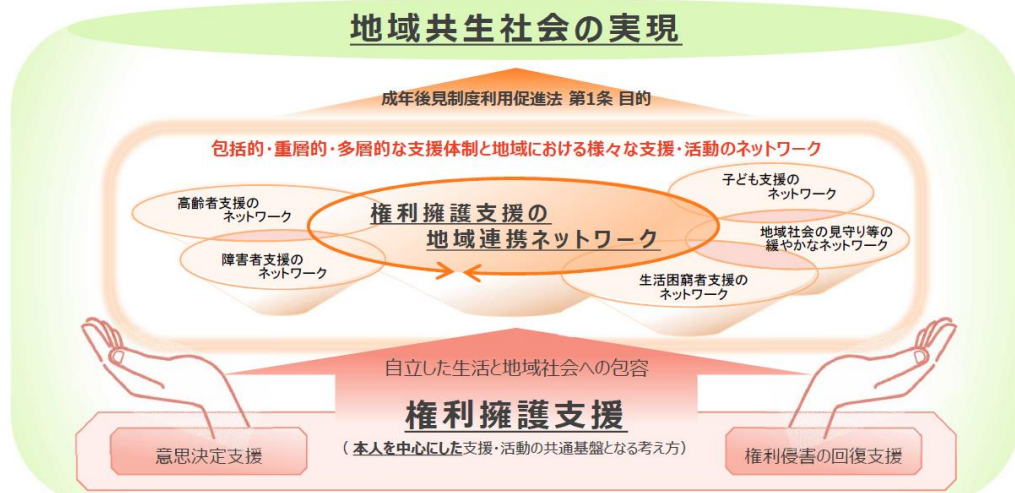 地域共生社会の実現
成年後見制度利用促進法 第1条 目的
包括的・重層的・多層的な支援体制と地域における様々な支援・活動のネットワーク
高齢者支援の
ネットワーク
障害者支援の
ネットワーク
権利擁護支援の
地域連携ネットワーク
子ども支援の
ネットワーク
地域社会の見守り等の
緩やかなネットワーク
生活困窮者支援の
ネットワーク
自立した生活と地域社会への包容
権利擁護支援
(本人を中心にした支援・活動の共通基盤となる考え方)
意思決定支援
権利侵害の回復支援